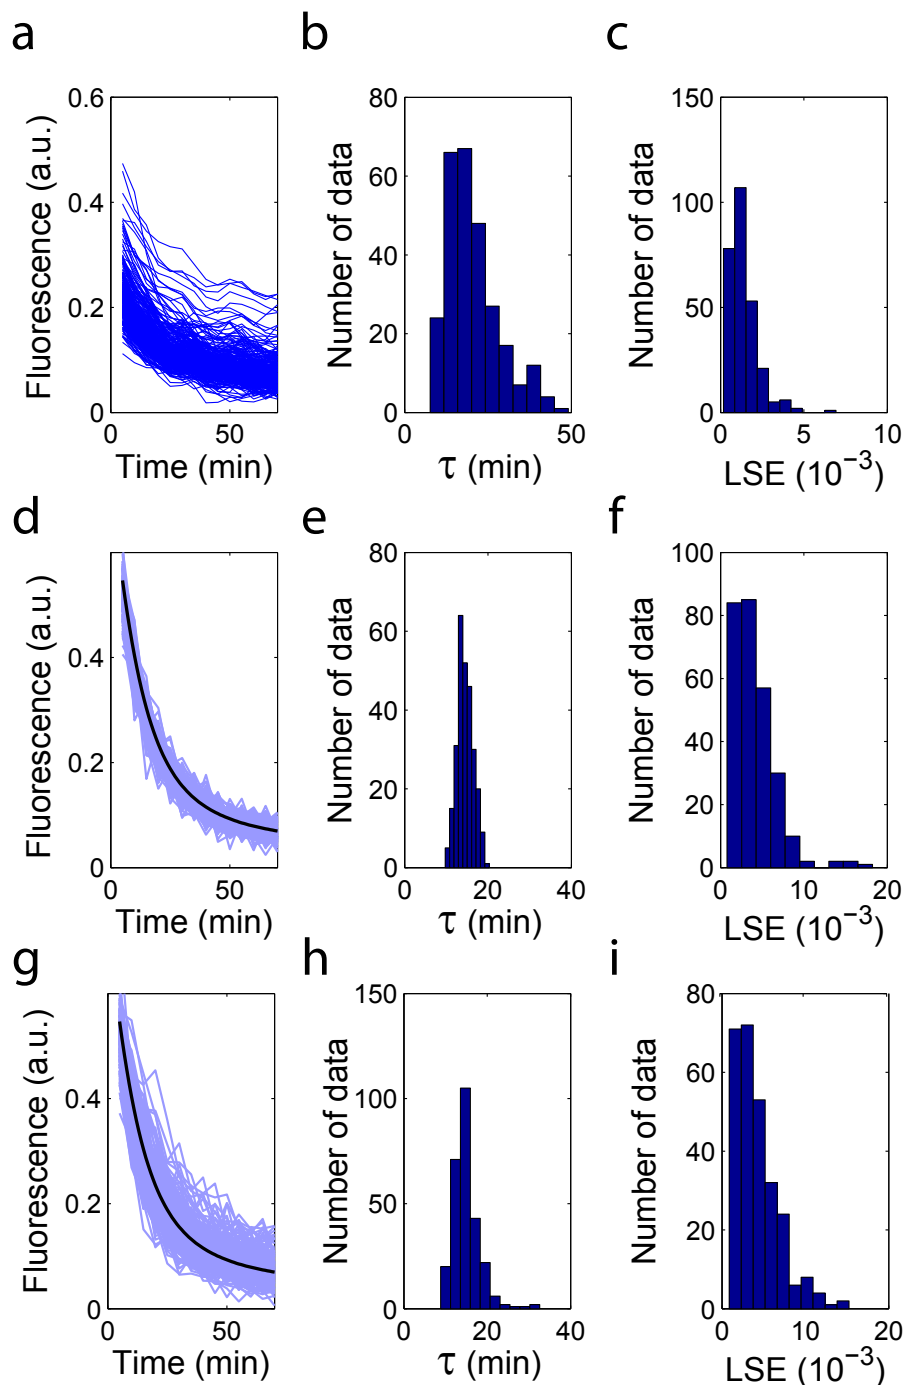 a
b
c
0.6
0.4
0.2
0
Fluorescence (a.u.)
0
50
Time (min)
80
60
40
20
0
Number of data
0
50
τ (min)
150
100
50
0
Number of data
0
5
10
LSE (10⁻³)
d
e
f
0.4
0.2
0
Fluorescence (a.u.)
0
50
Time (min)
80
60
40
20
0
Number of data
0
20
40
τ (min)
100
80
60
40
20
0
Number of data
0
10
20
LSE (10⁻³)
g
h
i
0.4
0.2
0
Fluorescence (a.u.)
0
50
Time (min)
150
100
50
0
Number of data
0
20
40
τ (min)
80
60
40
20
0
Number of data
0
10
20
LSE (10⁻³)